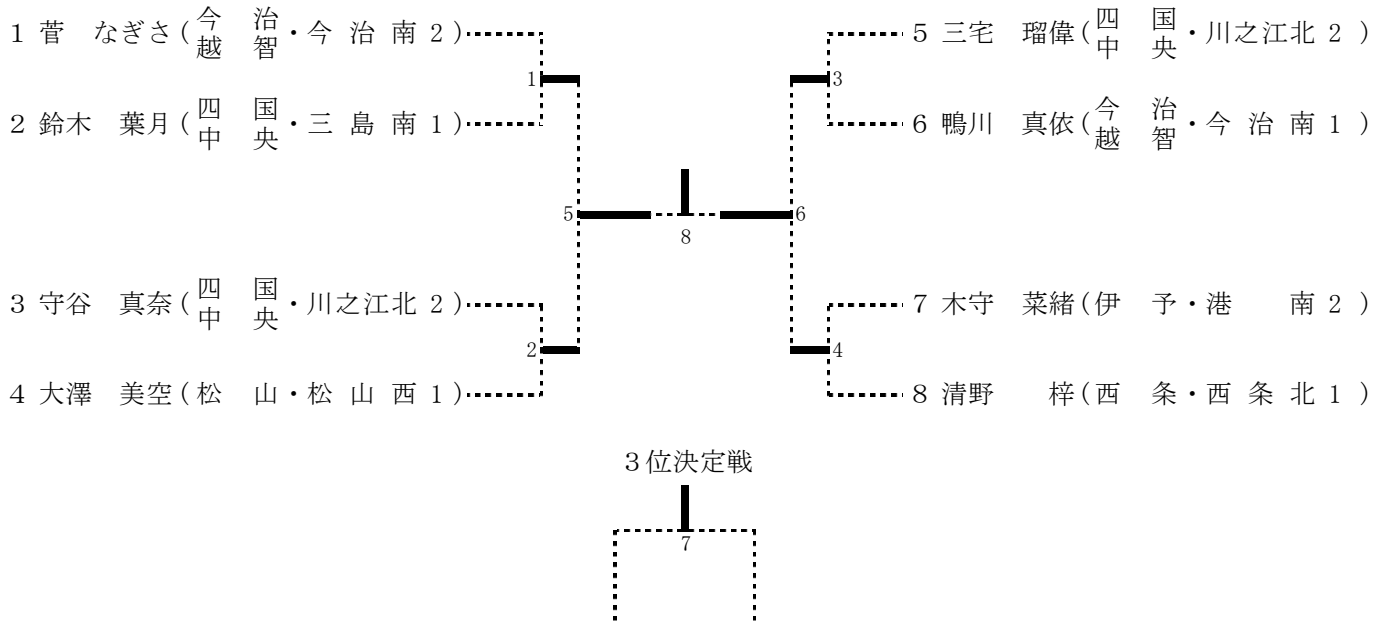 1 菅　なぎさ(今治越智・今治南2)
2 鈴木　葉月(四国中央・三島南1)
3 守谷　真奈(四国中央・川之江北2)
4 大澤　美空(松山・松山西1)
1
2
5
8
6
3
4
5 三宅　瑠偉(四国中央・川之江北2)
6 鴨川　真依(今治越智・今治南1)
7 木守　菜緒(伊予・港南2)
8 清野　梓(西条・西条北1)
3位決定戦
7